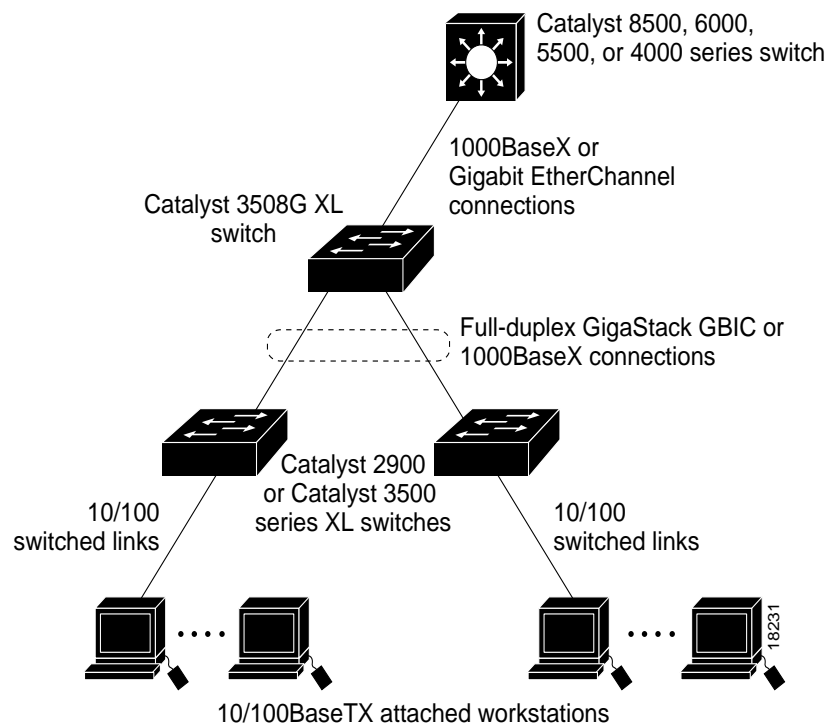 Catalyst 8500, 6000,
5500, or 4000 series switch
1000BaseX or
Gigabit EtherChannel
connections
Catalyst 3508G XL
switch
Full-duplex GigaStack GBIC or
1000BaseX connections
Catalyst 2900
or Catalyst 3500
series XL switches
10/100
switched links
10/100
switched links
18231
10/100BaseTX attached workstations